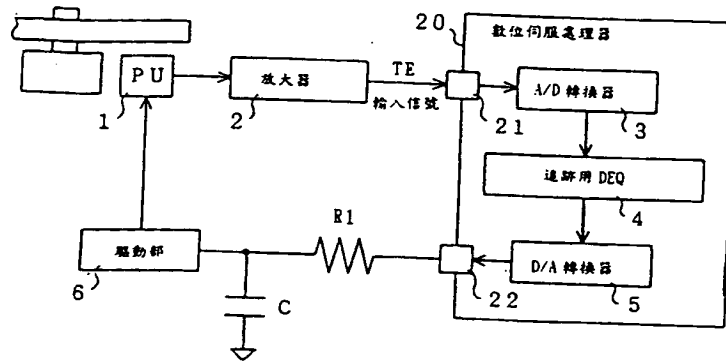 20
數位伺服處理器
PU
1
放大器
2
TE
輸入信號
21
A/D 轉換器
3
追跡用 DEQ
4
R1
驅動部
6
C
22
D/A 轉換器
5